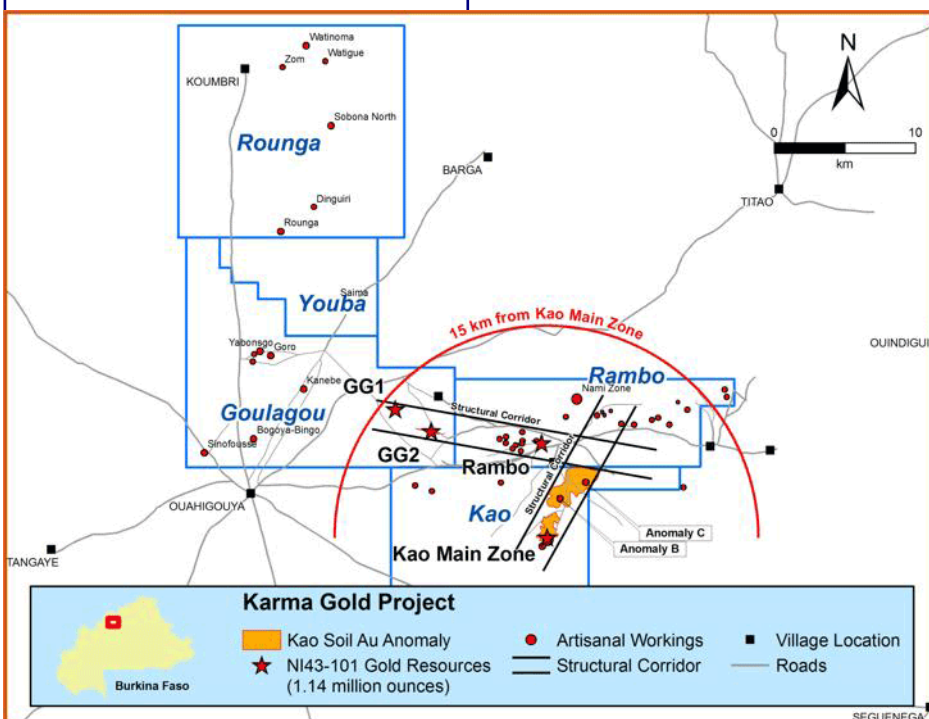 Watinoma
Zom
Watigue
KOUMBRI
N
Sobona North
Rounga
0
10
km
BARGA
TITAO
Dinguiri
Rounga
Youba
Saima
15 km from Kao Main Zone
OUINDIGUI
Yabonsgo
Goro
Rambo
Kanebe
GG1
Nami Zone
Structural Corridor
Goulagou
Bogoya-Bingo
Sinofousse
GG2
Rambo
Structural Corridor
OUAHIGOUYA
Kao
Anomaly C
TANGAYE
Kao Main Zone
Anomaly B
Karma Gold Project
Kao Soil Au Anomaly
Artisanal Workings
Village Location
NI43-101 Gold Resources
(1.14 million ounces)
Structural Corridor
Roads
Burkina Faso
SEGUENEGA